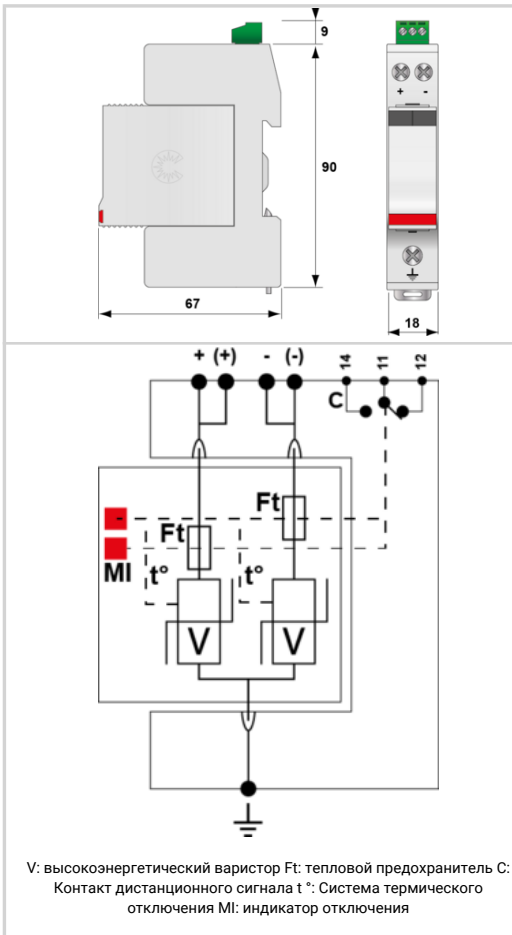 9
+ -
90
67
18
+ (+) - (-) 14 11 12
C
Ft
Ft
MI t° t°
V V
V: высокоэнергетический варистор Ft: тепловой предохранитель C:
Контакт дистанционного сигнала t °: Система термического
отключения MI: индикатор отключения